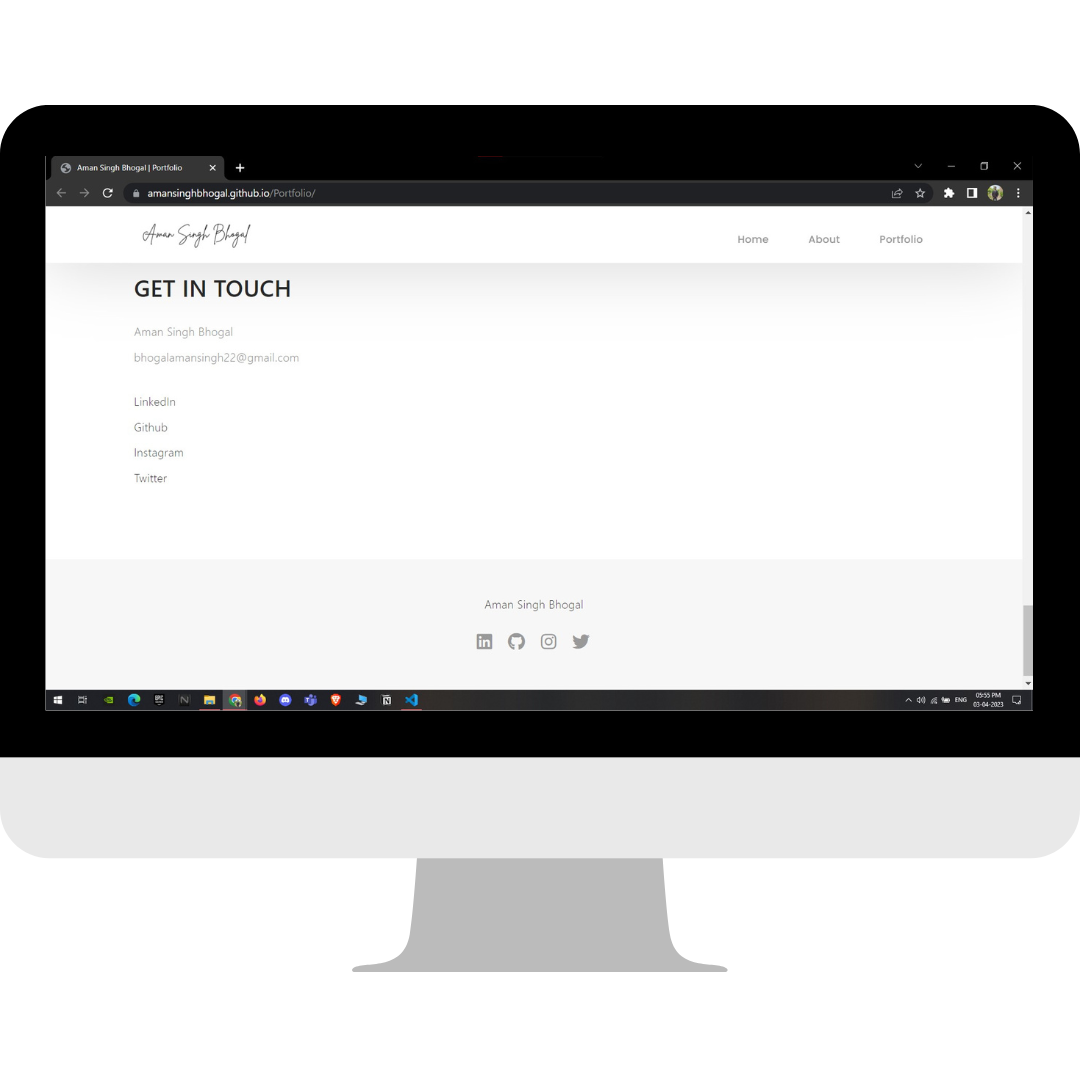 Aman Singh Bhogal | Portfolio
amansinghbhogal.github.io/Portfolio/
Aman Singh Bhogal
Home About Portfolio
GET IN TOUCH
Aman Singh Bhogal
bhogalamansingh22@gmail.com
LinkedIn
Github
Instagram
Twitter
Aman Singh Bhogal
ENG
05:55 PM
03-04-2023